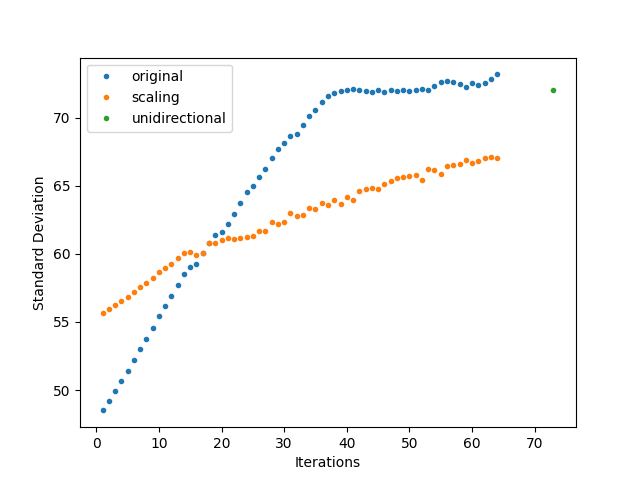 original
scaling
unidirectional
Standard Deviation
70
65
60
55
50
0 10 20 30 40 50 60 70
Iterations